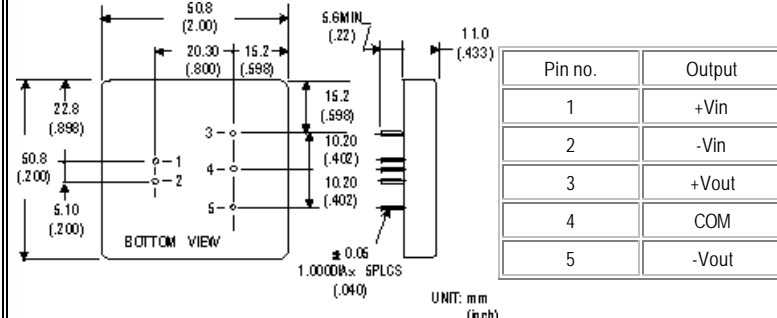 50.8
(2.00)
20.30
(.800)
15.2
(.598)
22.8
(.898)
50.8
(.200)
5.10
(.200)
1
2
3
4
5
BOTTOM VIEW
15.2
(.598)
10.20
(.402)
10.20
(.402)
5.6MIN
(.22)
11.0
(.433)
± 0.05
1.00DIA× 5PLCS
(.040)
UNIT: mm
(inch)
Pin no. Output
1 +Vin
2 -Vin
3 +Vout
4 COM
5 -Vout